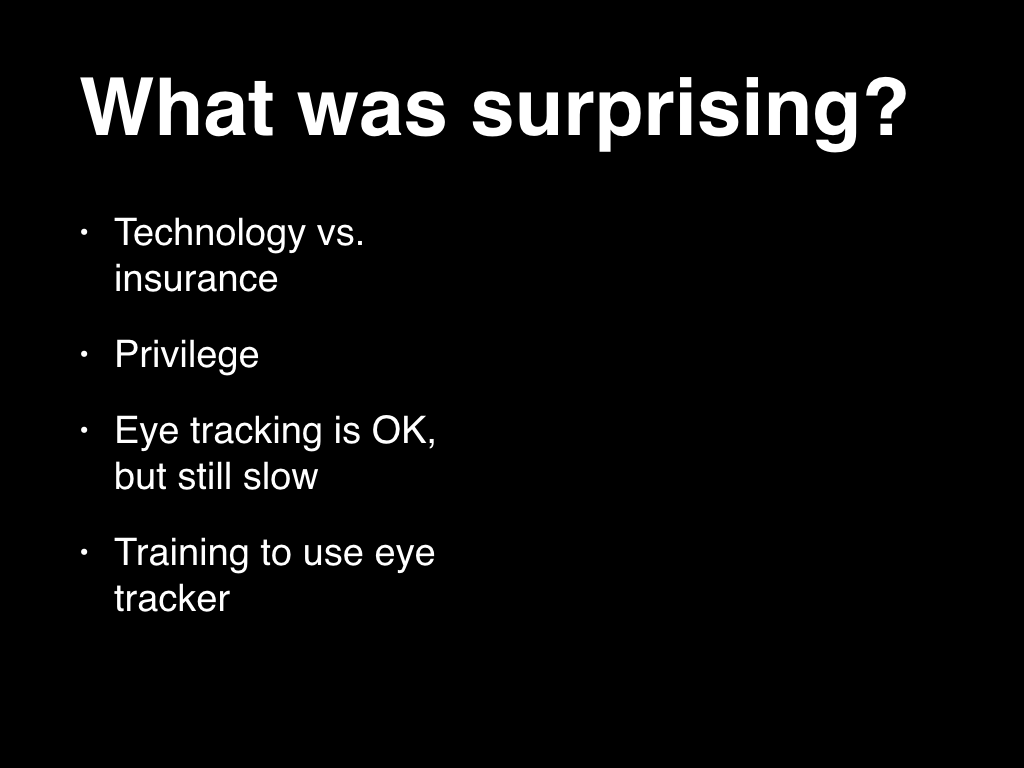 What was surprising?
• Technology vs.
insurance
• Privilege
• Eye tracking is OK,
but still slow
• Training to use eye
tracker